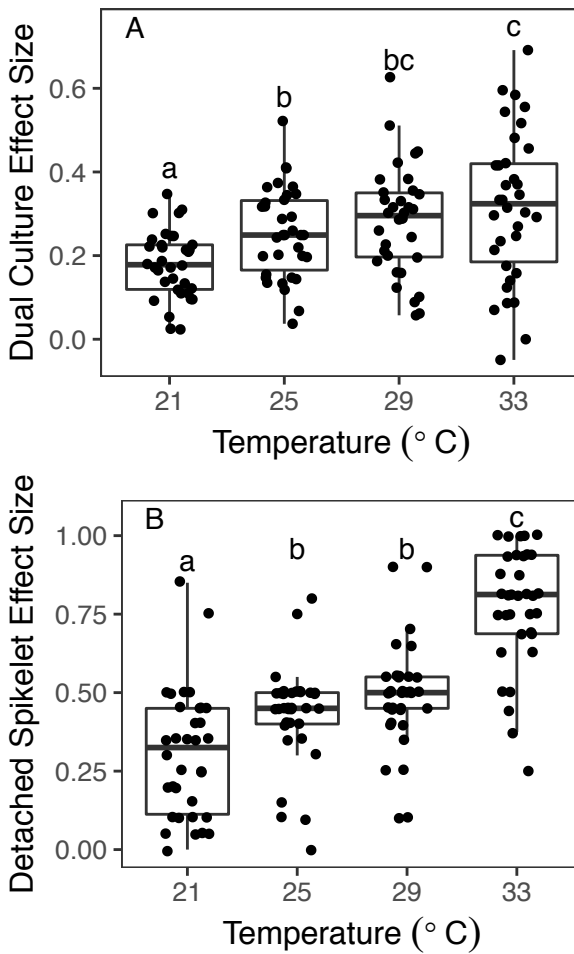 A
Dual Culture Effect Size
0.6
0.4
0.2
0.0
a
b
bc
c
21
25
29
33
Temperature (° C)
B
Detached Spikelet Effect Size
1.00
0.75
0.50
0.25
0.00
a
b
b
c
21
25
29
33
Temperature (° C)